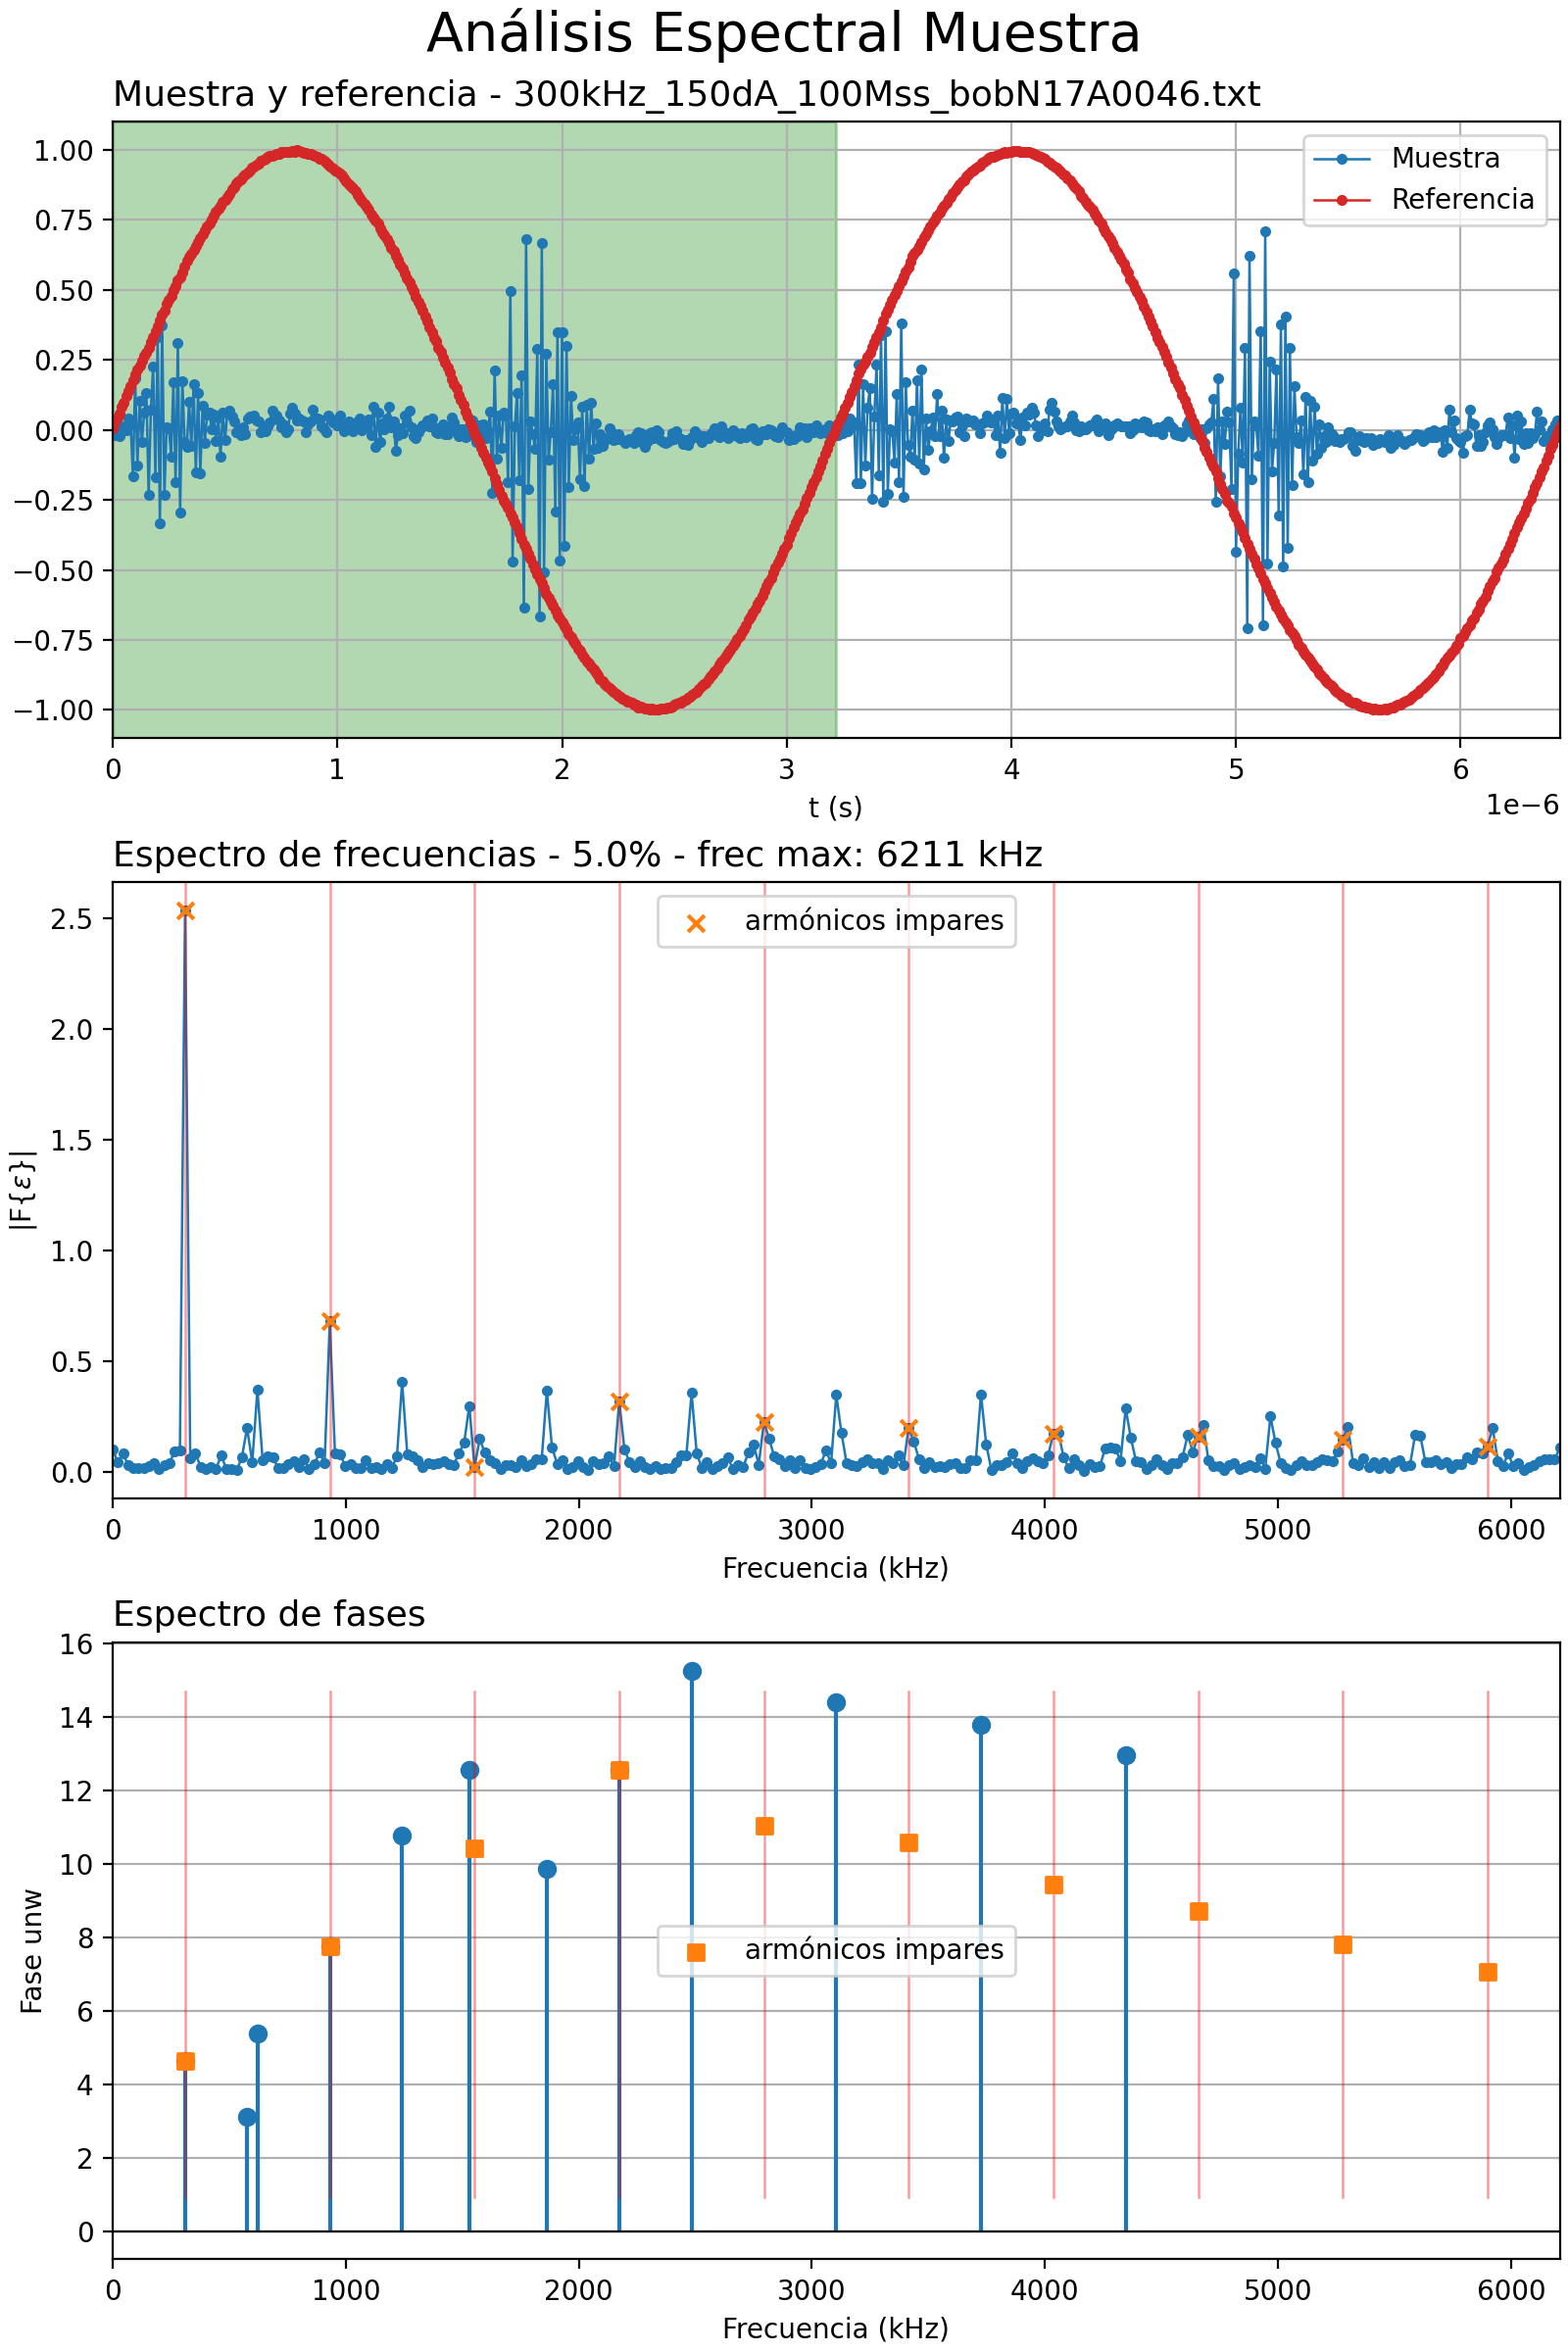 Análisis Espectral Muestra
Muestra y referencia - 300kHz_150dA_100Mss_bobN17A0046.txt
1.00
0.75
0.50
0.25
0.00
−0.25
−0.50
−0.75
−1.00
Muestra
Referencia
0 1 2 3 4 5 6
t (s)
1e−6
Espectro de frecuencias - 5.0% - frec max: 6211 kHz
2.5
2.0
1.5
1.0
0.5
0.0
|F{ε}|
armónicos impares
0 1000 2000 3000 4000 5000 6000
Frecuencia (kHz)
Espectro de fases
16
14
12
10
8
6
4
2
0
Fase unw
armónicos impares
0 1000 2000 3000 4000 5000 6000
Frecuencia (kHz)